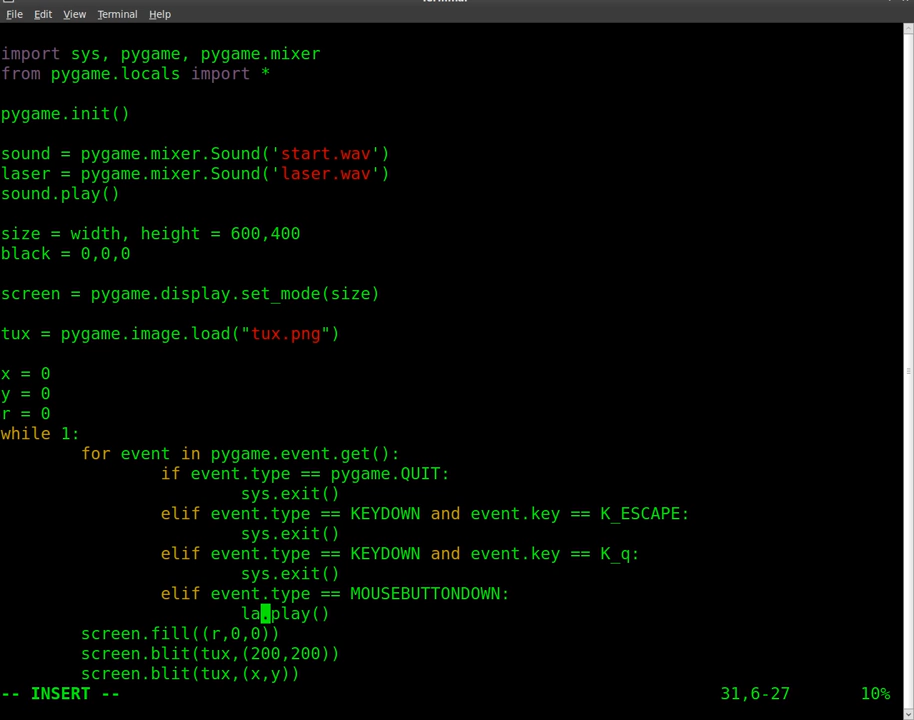 Terminal
File Edit View Terminal Help
import sys, pygame, pygame.mixer
from pygame.locals import *
pygame.init()
sound = pygame.mixer.Sound('start.wav')
laser = pygame.mixer.Sound('laser.wav')
sound.play()
size = width, height = 600,400
black = 0,0,0
screen = pygame.display.set_mode(size)
tux = pygame.image.load("tux.png")
x = 0
y = 0
r = 0
while 1:
for event in pygame.event.get():
if event.type == pygame.QUIT:
sys.exit()
elif event.type == KEYDOWN and event.key == K_ESCAPE:
sys.exit()
elif event.type == KEYDOWN and event.key == K_q:
sys.exit()
elif event.type == MOUSEBUTTONDOWN:
la.play()
screen.fill((r,0,0))
screen.blit(tux,(200,200))
screen.blit(tux,(x,y))
-- INSERT -- 31,6-27 10%